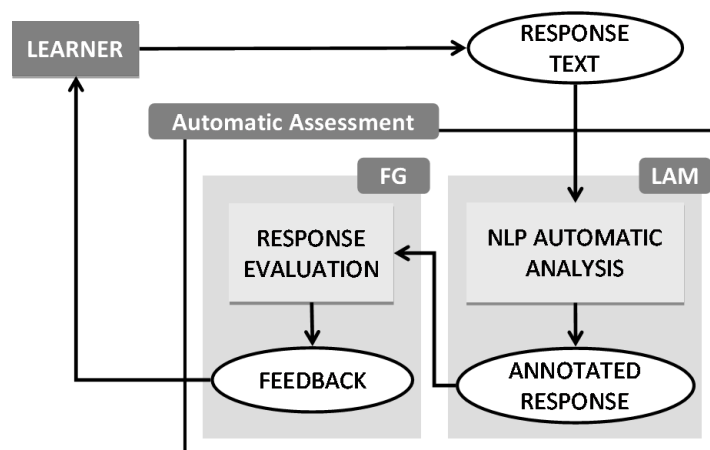 LEARNER
RESPONSE
TEXT
Automatic Assessment
FG
LAM
RESPONSE
EVALUATION
NLP AUTOMATIC
ANALYSIS
FEEDBACK
ANNOTATED
RESPONSE